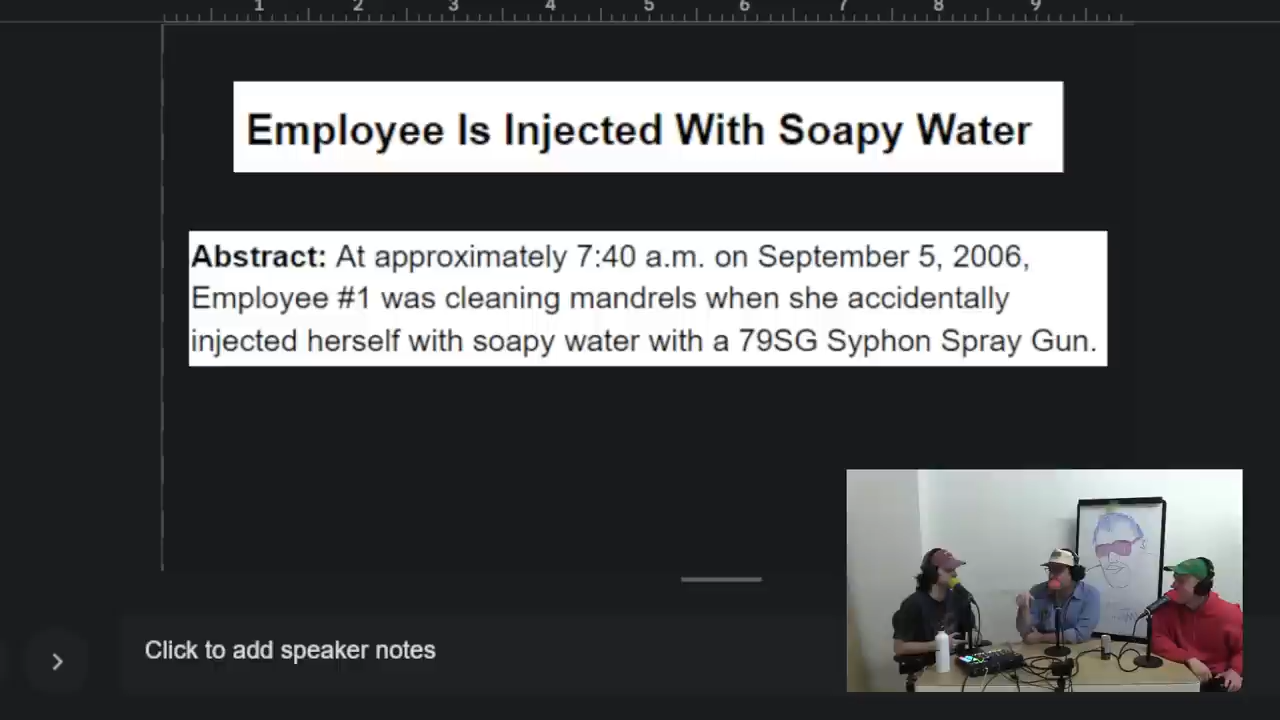 1 2 3 4 5 6 7 8 9
Employee Is Injected With Soapy Water
Abstract: At approximately 7:40 a.m. on September 5, 2006,
Employee #1 was cleaning mandrels when she accidentally
injected herself with soapy water with a 79SG Syphon Spray Gun.
Click to add speaker notes